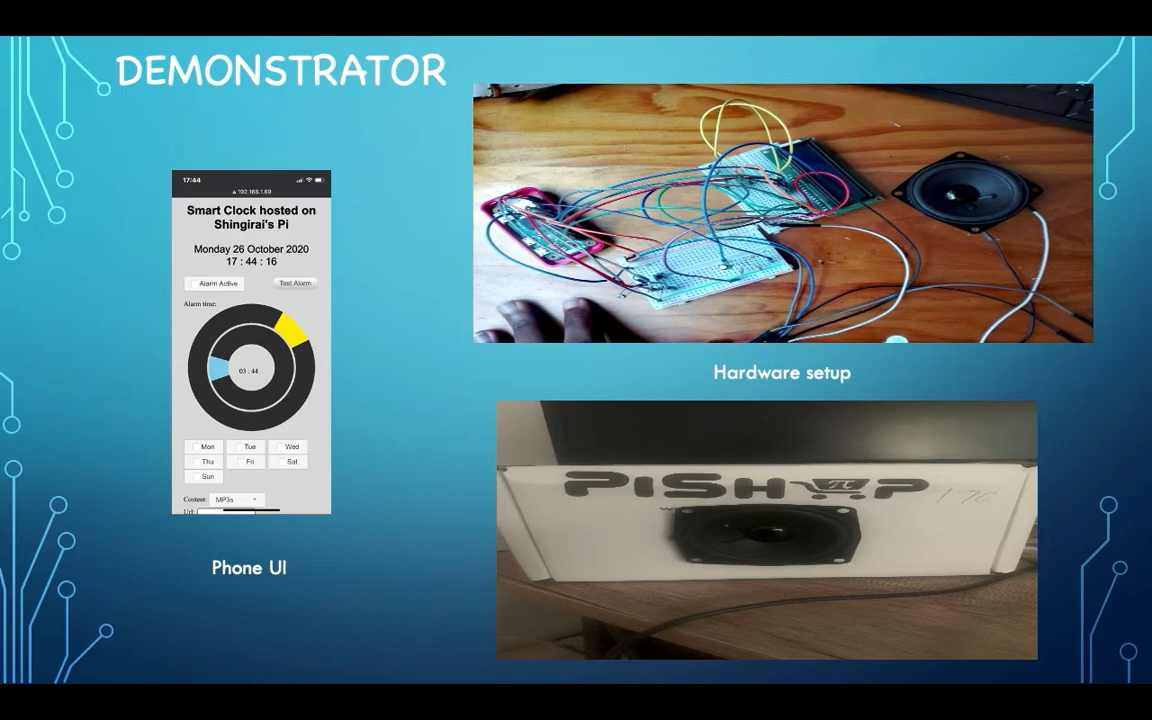 DEMONSTRATOR
17:44
192.168.1.69
Smart Clock hosted on
Shingirai's Pi
Monday 26 October 2020
17 : 44 : 16
Alarm Active
Test Alarm
Alarm time:
03 : 44
Mon Tue Wed
Thu Fri Sat
Sun
Content: MP3s
Url:
Phone UI
Hardware setup
PiSHOP